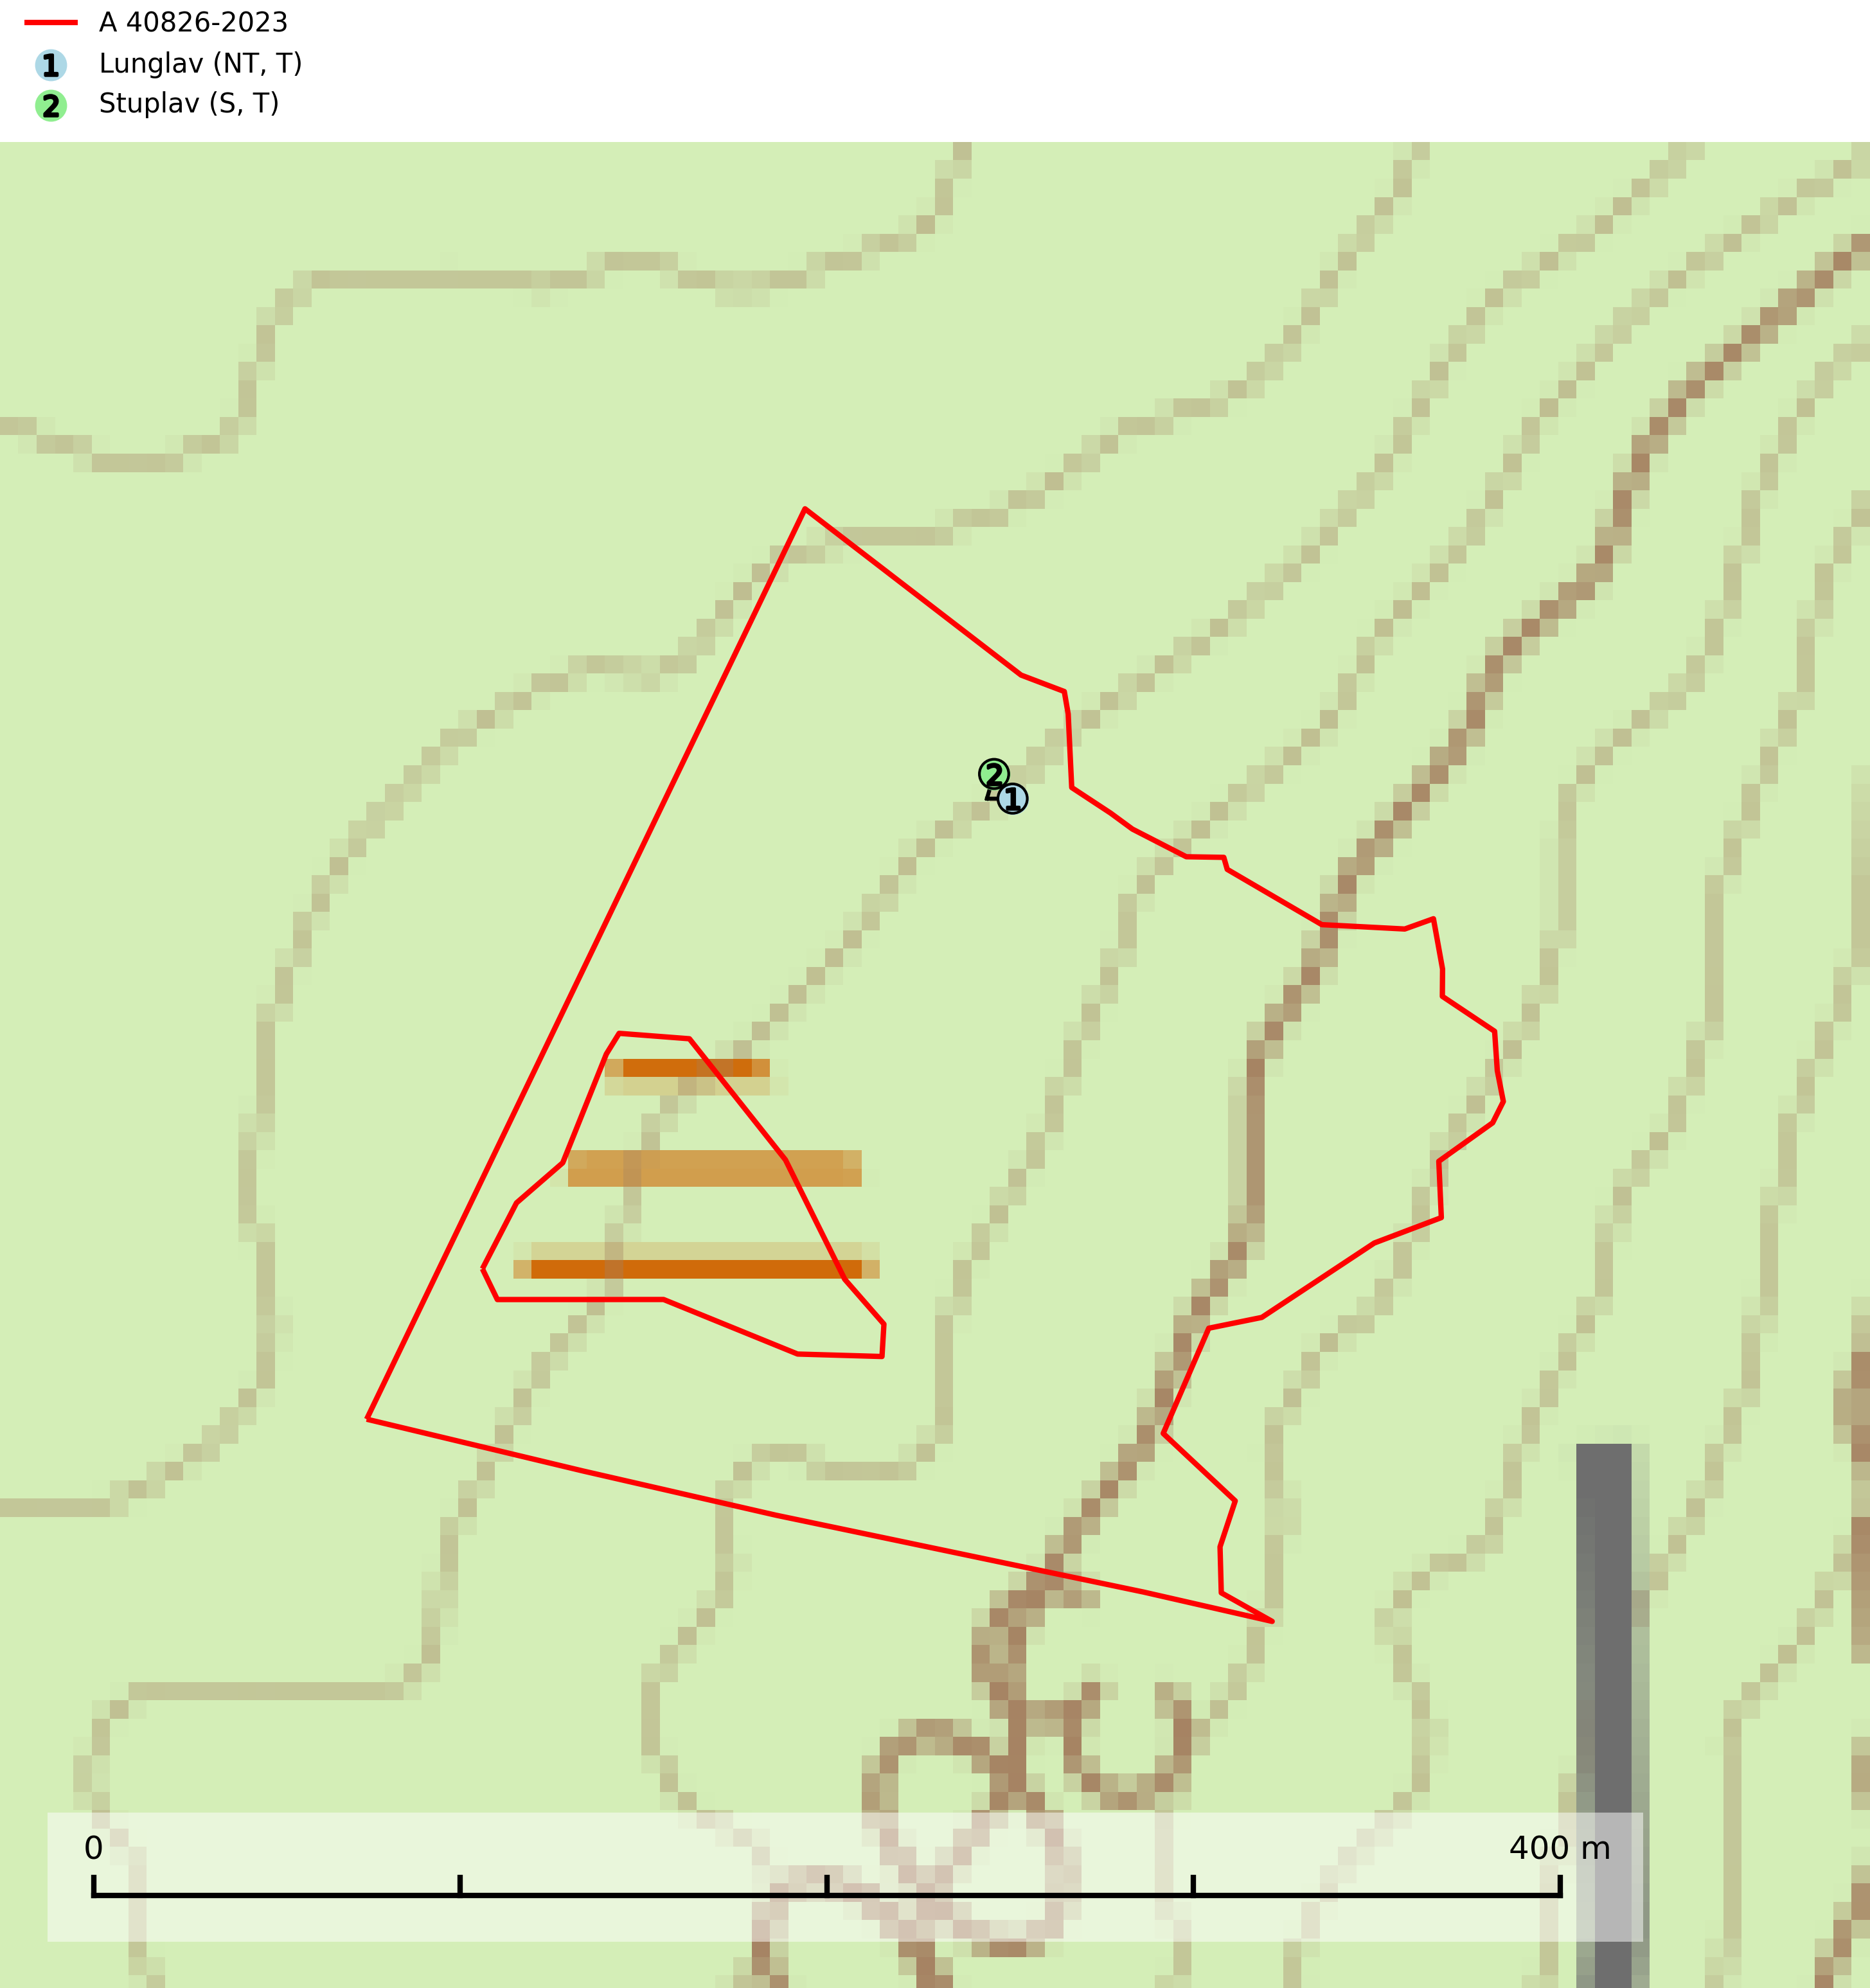 A 40826-2023
1 Lunglav (NT, T)
2 Stuplav (S, T)
2
1
0 400 m